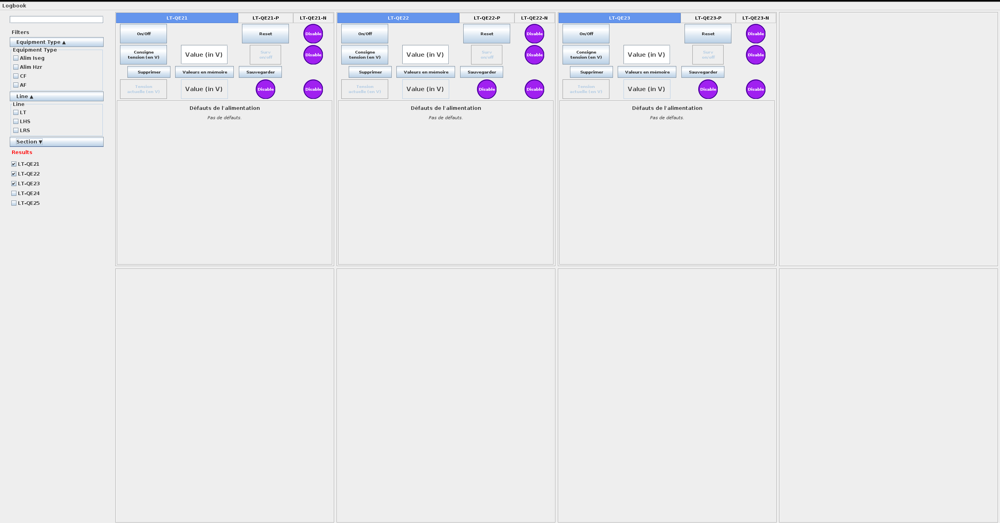 Logbook
Filters
Equipment Type ▲
Equipment Type
Alim Iseg
Alim Hzr
CF
AF
Line ▲
Line
LT
LHS
LRS
Section ▼
Results
LT-QE21
LT-QE22
LT-QE23
LT-QE24
LT-QE25
LT-QE21
LT-QE21-P
LT-QE21-N
On/Off
Reset
Disable
Consigne
tension (en V)
Value (in V)
Surv
on/off
Disable
Supprimer
Valeurs en mémoire
Sauvegarder
Tension
actuelle (en V)
Value (in V)
Disable
Disable
Défauts de l'alimentation
Pas de défauts.
LT-QE22
LT-QE22-P
LT-QE22-N
On/Off
Reset
Disable
Consigne
tension (en V)
Value (in V)
Surv
on/off
Disable
Supprimer
Valeurs en mémoire
Sauvegarder
Tension
actuelle (en V)
Value (in V)
Disable
Disable
Défauts de l'alimentation
Pas de défauts.
LT-QE23
LT-QE23-P
LT-QE23-N
On/Off
Reset
Disable
Consigne
tension (en V)
Value (in V)
Surv
on/off
Disable
Supprimer
Valeurs en mémoire
Sauvegarder
Tension
actuelle (en V)
Value (in V)
Disable
Disable
Défauts de l'alimentation
Pas de défauts.